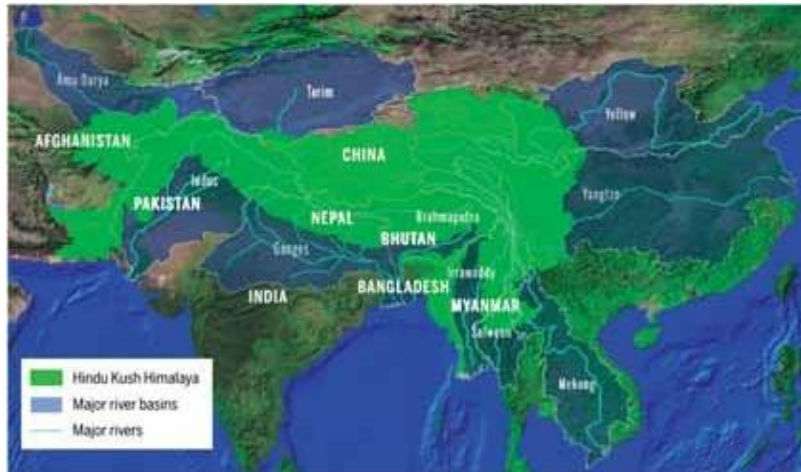 Amu Darya
Tarim
Yellow
AFGHANISTAN
CHINA
Indus
PAKISTAN
Yangtze
NEPAL
Brahmaputra
BHUTAN
Ganges
Irrawaddy
BANGLADESH
INDIA
MYANMAR
Salween
Mekong
Hindu Kush Himalaya
Major river basins
Major rivers